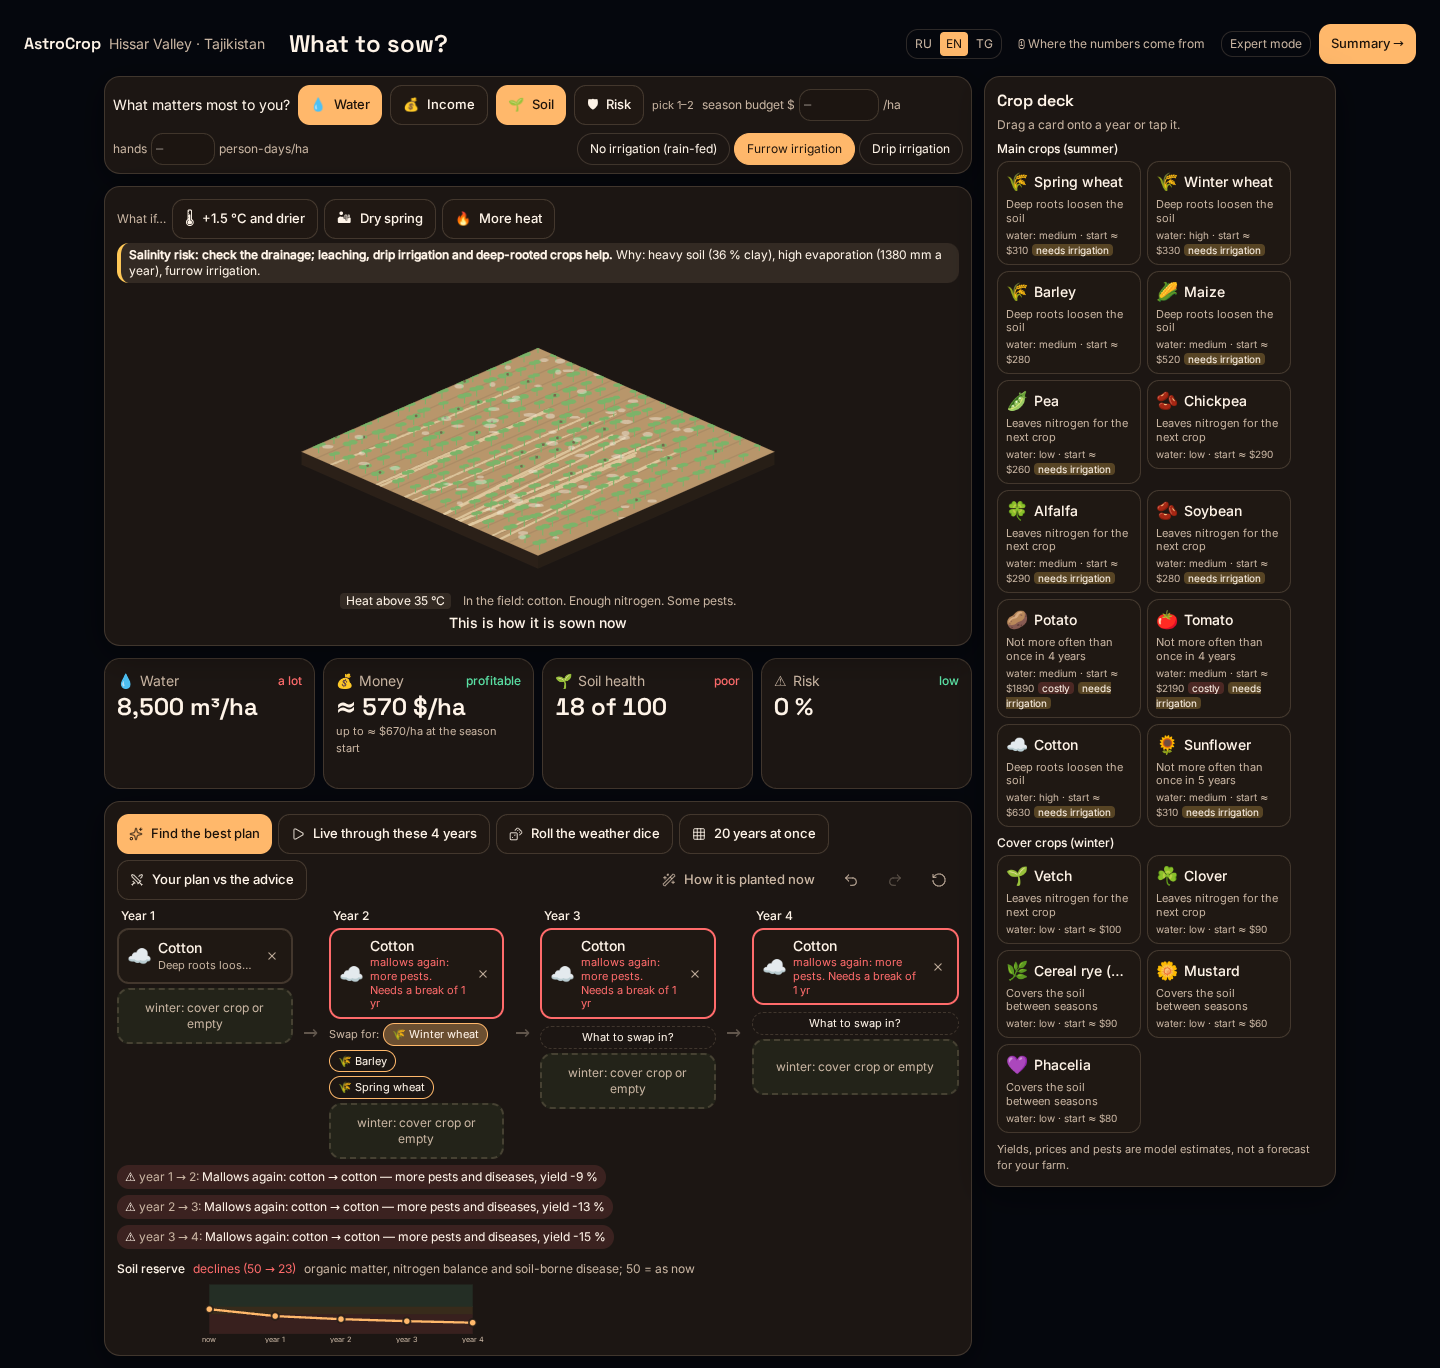 AstroCrop Hissar Valley · Tajikistan What to sow?
RU EN TG Where the numbers come from Expert mode Summary →
What matters most to you? Water Income Soil Risk pick 1–2 season budget $ – /ha
hands – person-days/ha No irrigation (rain-fed) Furrow irrigation Drip irrigation
What if... +1.5 °C and drier Dry spring More heat
Salinity risk: check the drainage; leaching, drip irrigation and deep-rooted crops help. Why: heavy soil (36 % clay), high evaporation (1380 mm a
year), furrow irrigation.
Heat above 35 °C In the field: cotton. Enough nitrogen. Some pests.
This is how it is sown now
Water a lot
8,500 m³/ha
Money profitable
≈ 570 $/ha
up to ≈ $670/ha at the season
start
Soil health poor
18 of 100
Risk low
0 %
Find the best plan Live through these 4 years Roll the weather dice 20 years at once
Your plan vs the advice How it is planted now
Year 1
Cotton
Deep roots loos...
winter: cover crop or
empty
Year 2
Cotton
mallows again:
more pests.
Needs a break of 1
yr
Swap for: Winter wheat
Barley
Spring wheat
winter: cover crop or
empty
Year 3
Cotton
mallows again:
more pests.
Needs a break of 1
yr
What to swap in?
winter: cover crop or
empty
Year 4
Cotton
mallows again: more
pests. Needs a break of
1 yr
What to swap in?
winter: cover crop or empty
⚠ year 1 → 2: Mallows again: cotton → cotton — more pests and diseases, yield -9 %
⚠ year 2 → 3: Mallows again: cotton → cotton — more pests and diseases, yield -13 %
⚠ year 3 → 4: Mallows again: cotton → cotton — more pests and diseases, yield -15 %
Soil reserve declines (50 → 23) organic matter, nitrogen balance and soil-borne disease; 50 = as now
now year 1 year 2 year 3 year 4
Crop deck
Drag a card onto a year or tap it.
Main crops (summer)
Spring wheat
Deep roots loosen the
soil
water: medium · start ≈
$310 needs irrigation
Winter wheat
Deep roots loosen the
soil
water: high · start ≈
$330 needs irrigation
Barley
Deep roots loosen the
soil
water: medium · start ≈
$280
Maize
Deep roots loosen the
soil
water: medium · start ≈
$520 needs irrigation
Pea
Leaves nitrogen for the
next crop
water: low · start ≈
$260 needs irrigation
Chickpea
Leaves nitrogen for the
next crop
water: low · start ≈ $290
Alfalfa
Leaves nitrogen for the
next crop
water: medium · start ≈
$290 needs irrigation
Soybean
Leaves nitrogen for the
next crop
water: medium · start ≈
$280 needs irrigation
Potato
Not more often than
once in 4 years
water: medium · start ≈
$1890 costly needs
irrigation
Tomato
Not more often than
once in 4 years
water: medium · start ≈
$2190 costly needs
irrigation
Cotton
Deep roots loosen the
soil
water: high · start ≈
$630 needs irrigation
Sunflower
Not more often than
once in 5 years
water: medium · start ≈
$310 needs irrigation
Cover crops (winter)
Vetch
Leaves nitrogen for the
next crop
water: low · start ≈ $100
Clover
Leaves nitrogen for the
next crop
water: low · start ≈ $90
Cereal rye (...
Covers the soil
between seasons
water: low · start ≈ $90
Mustard
Covers the soil
between seasons
water: low · start ≈ $60
Phacelia
Covers the soil
between seasons
water: low · start ≈ $80
Yields, prices and pests are model estimates, not a forecast
for your farm.